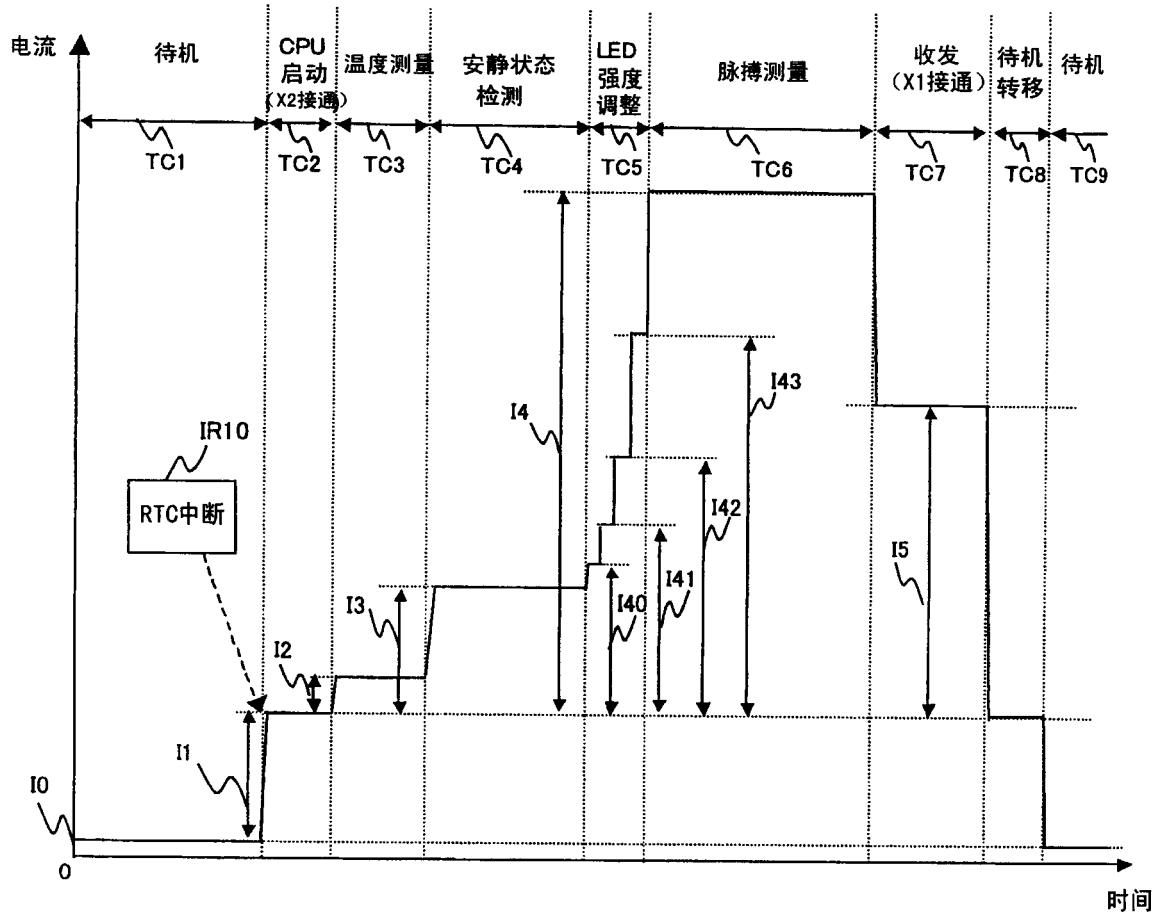 电流
待机
CPU
启动
（X2接通）
温度测量
安静状态
检测
LED
强度
调整
脉搏测量
收发
（X1接通）
待机
转移
待机
TC1
TC2
TC3
TC4
TC5
TC6
TC7
TC8
TC9
I4
I43
IR10
RTC中断
I42
I41
I5
I3
I40
I2
I1
I0
0
时间